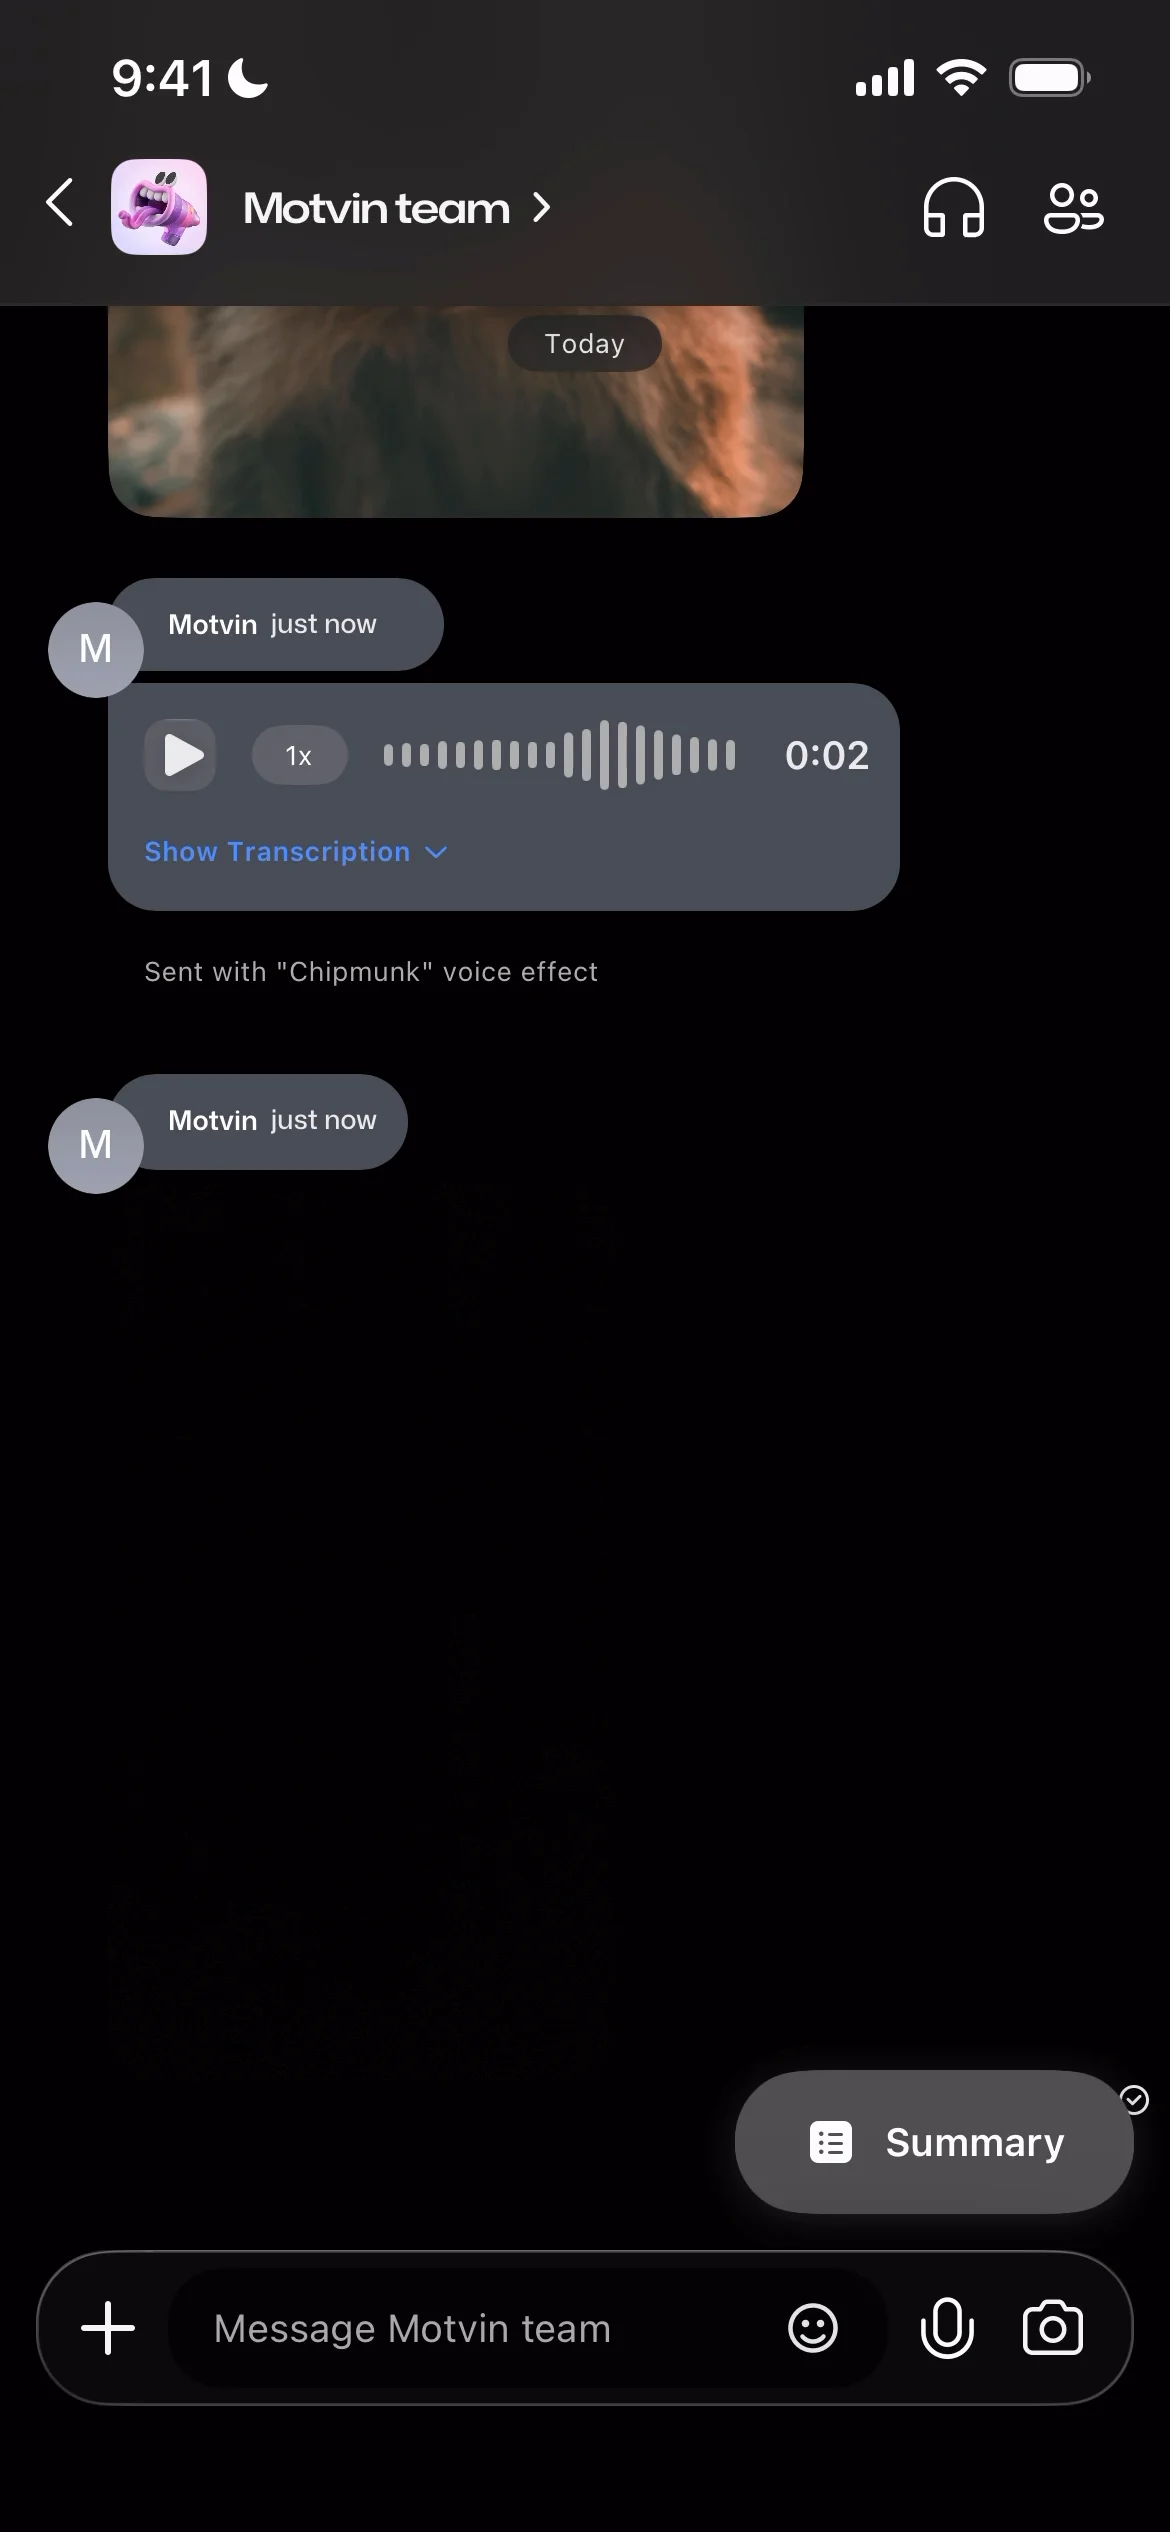 9:41
Motvin team
Today
Motvin just now
M
1x
0:02
Show Transcription
Sent with "Chipmunk" voice effect
Motvin just now
M
Summary
Message Motvin team